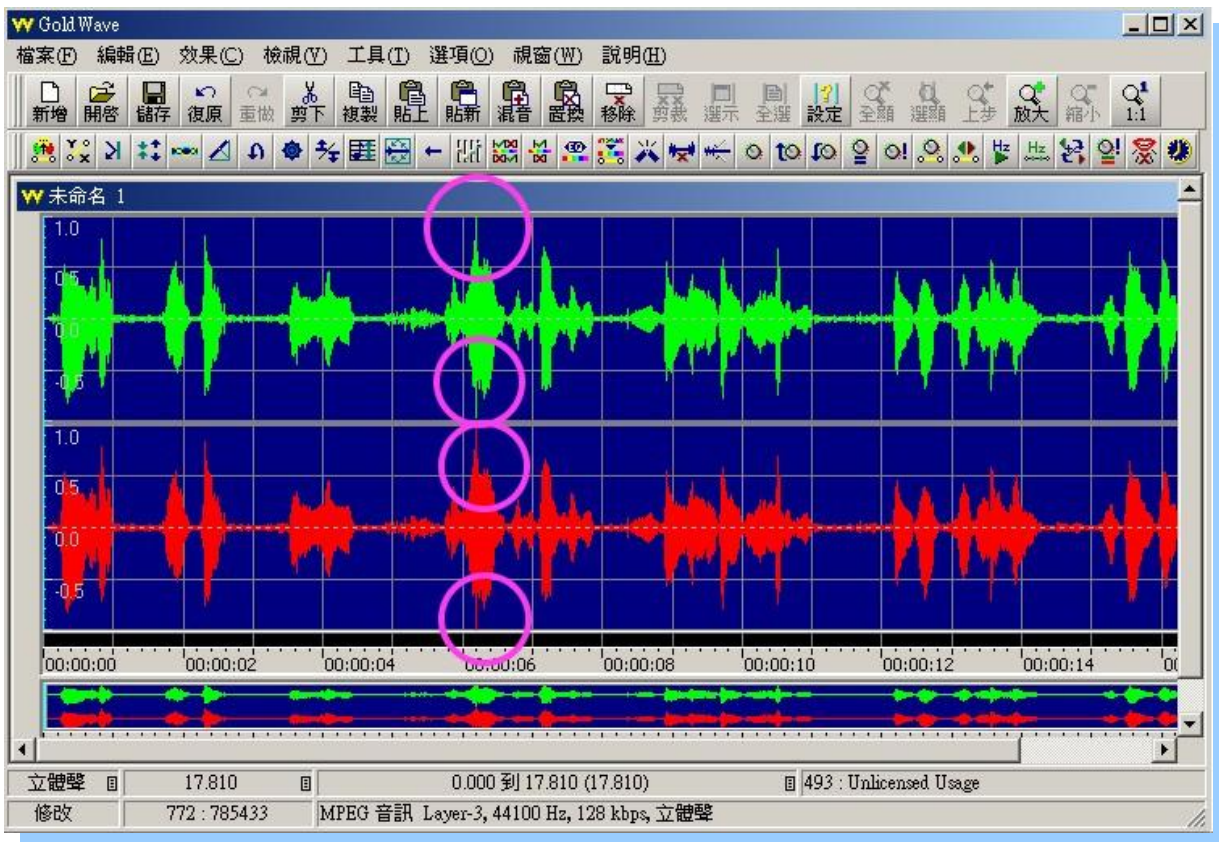 Gold Wave
檔案(F) 編輯(E) 效果(C) 檢視(V) 工具(T) 選項(O) 視窗(W) 說明(H)
新增 開啓 儲存 復原 重做 剪下 複製 貼上 貼新 混音 置換 移除 剪裁 選示 全選 設定 全顯 選顯 上步 放大 縮小 1:1
Hz Hz
未命名 1
1.0
0.5
0.0
-0.5
1.0
0.5
0.0
-0.5
00:00:00 00:00:02 00:00:04 00:00:06 00:00:08 00:00:10 00:00:12 00:00:14
立體聲 17.810 0.000 到 17.810 (17.810) 493 : Unlicensed Usage
修改 772 : 785433 MPEG 音訊 Layer-3, 44100 Hz, 128 kbps, 立體聲